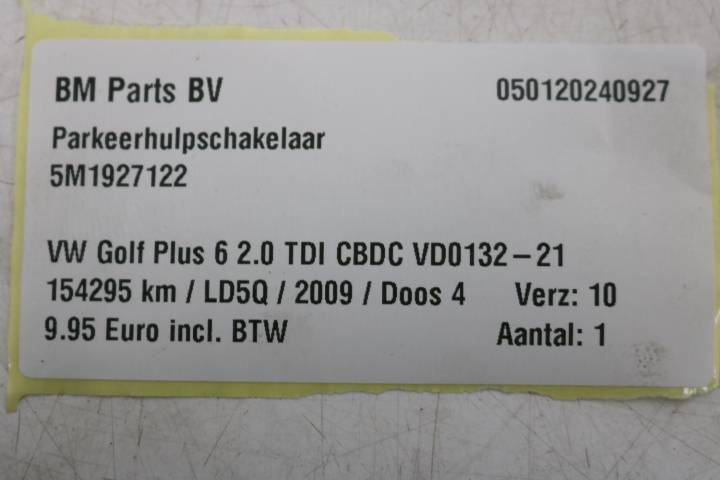 BM Parts BV 050120240927
Parkeerhulpschakelaar
5M1927122
VW Golf Plus 6 2.0 TDI CBDC VD0132-21
154295 km / LD5Q / 2009 / Doos 4 Verz: 10
9.95 Euro incl. BTW Aantal: 1